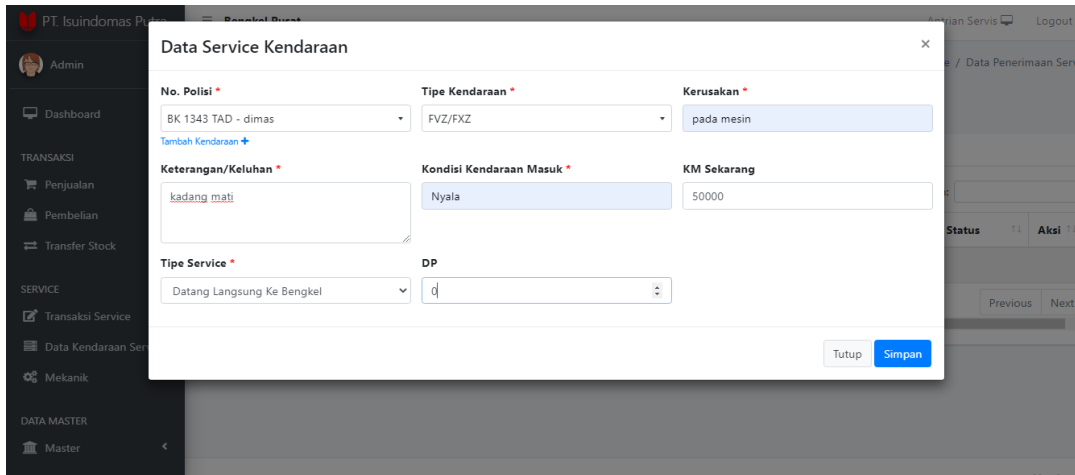 PT. Isuindomas Putra
Bengkel Pusat
Antrian Servis
Logout
Admin
/ Data Penerimaan Ser
Dashboard
TRANSAKSI
Penjualan
Pembelian
Transfer Stock
SERVICE
Transaksi Service
Data Kendaraan Ser
Mekanik
DATA MASTER
Master
Data Service Kendaraan
×
No. Polisi *
Tipe Kendaraan *
Kerusakan *
BK 1343 TAD - dimas
FVZ/FXZ
pada mesin
Tambah Kendaraan +
Keterangan/Keluhan *
Kondisi Kendaraan Masuk *
KM Sekarang
kadang mati
Nyala
50000
Tipe Service *
DP
Datang Langsung Ke Bengkel
0
Tutup
Simpan
Status
Aksi
Previous
Next